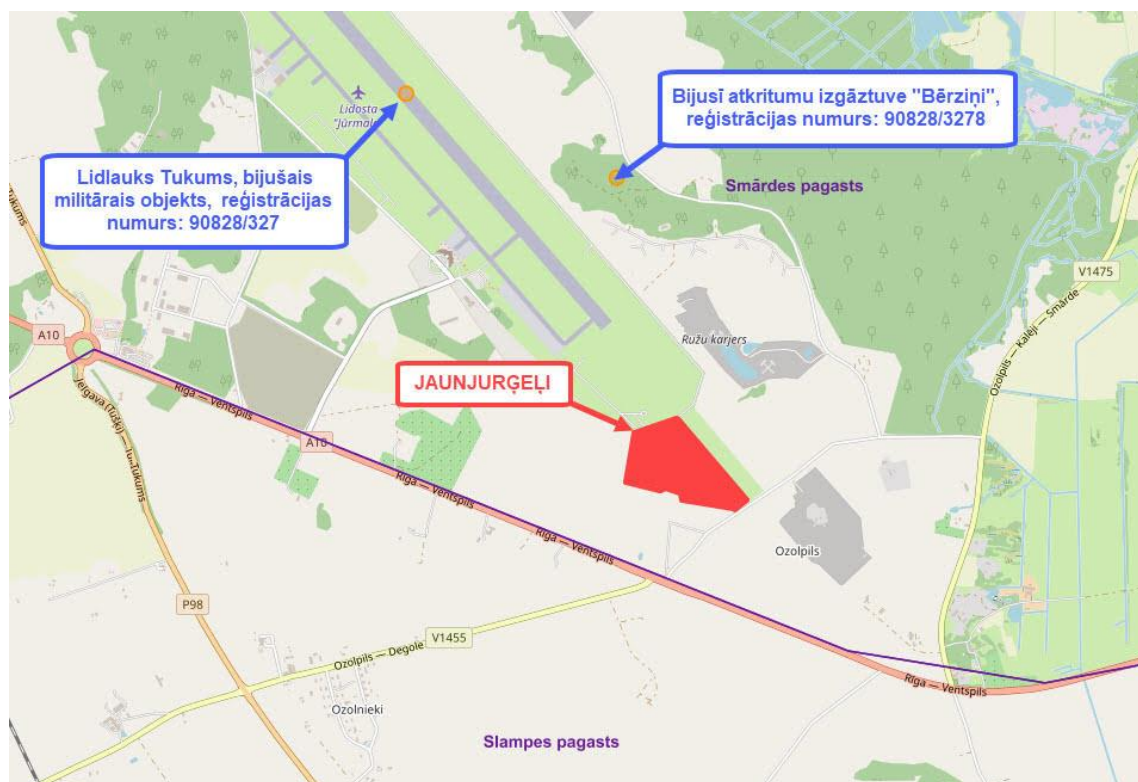 Lidosta
"Jūrmala"
Bijusī atkritumu izgāztuve "Bērziņi",
reģistrācijas numurs: 90828/3278
Lidlauks Tukums, bijušais
militārais objekts, reģistrācijas
numurs: 90828/327
Smārdes pagasts
Tukums
V1475
Ozolpils — Kalēji — Smārde
A10
Ružu karjers
JAUNJURĢEĻI
Rīga — Ventspils
A10
Jelgava (Tušķi) — Tukums
Rīga — Ventspils
Rīga — Ventspils
Ozolpils
P98
V1455
Ozolpils — Degole
Rīga — Ventspils
Ozolnieki
Slampes pagasts